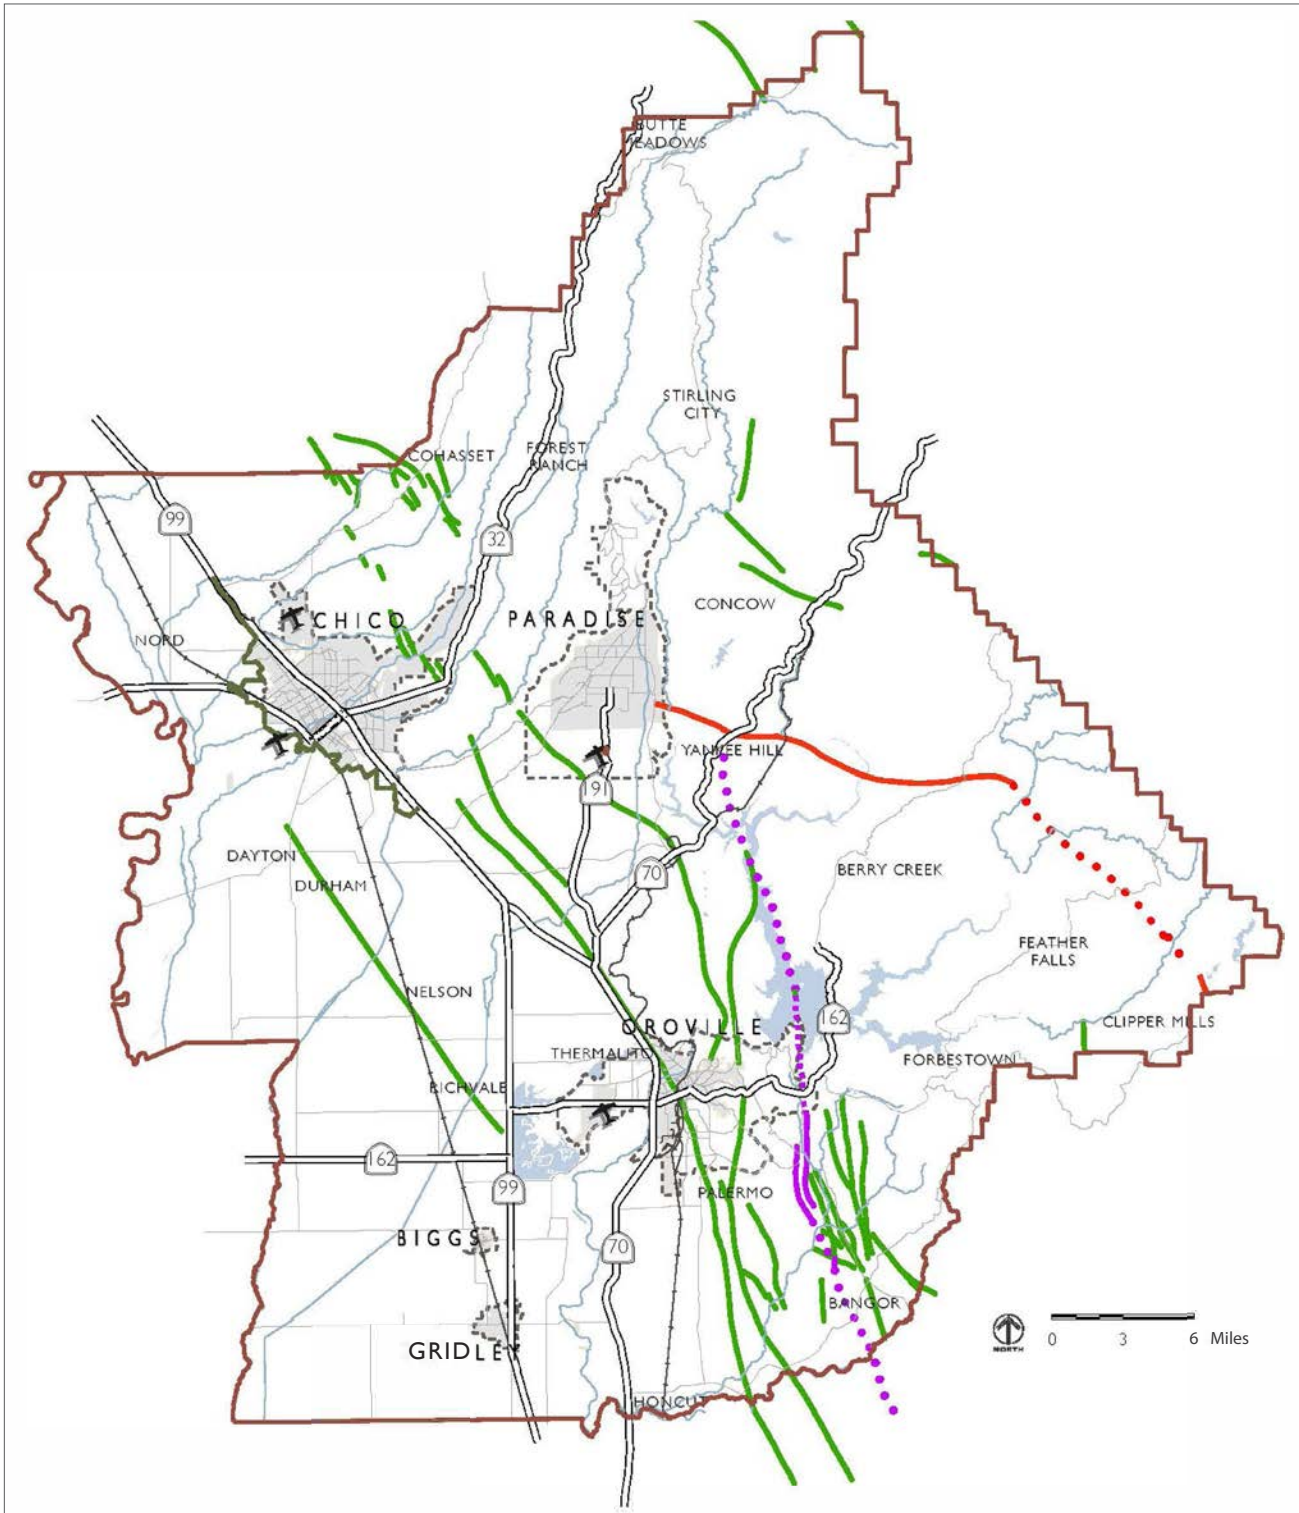 BUTTE
MEADOWS
STIRLING
CITY
COHASSET
FOREST
RANCH
99
32
CONCOW
CHICO
PARADISE
NORD
YANKEE HILL
191
DAYTON
DURHAM
70
BERRY CREEK
FEATHER
FALLS
NELSON
OROVILLE
162
CLIPPER MILLS
THERMALITO
FORBESTOWN
RICHVALE
162
99
PALERMO
BIGGS
70
BANGOR
GRIDLEY
NORTH
0 3 6 Miles
HONCUT